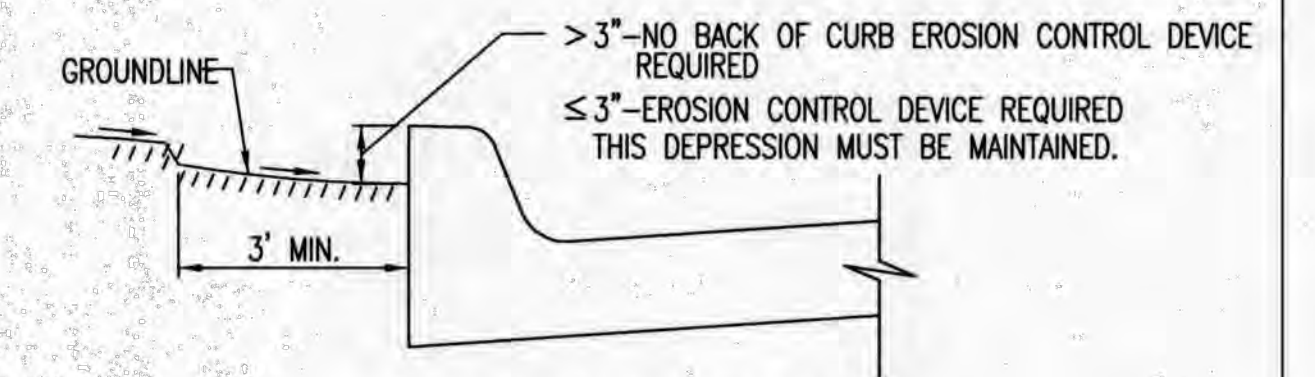 >3"-NO BACK OF CURB EROSION CONTROL DEVICE
REQUIRED
GROUNDLINE
≤3"-EROSION CONTROL DEVICE REQUIRED
THIS DEPRESSION MUST BE MAINTAINED.
3' MIN.